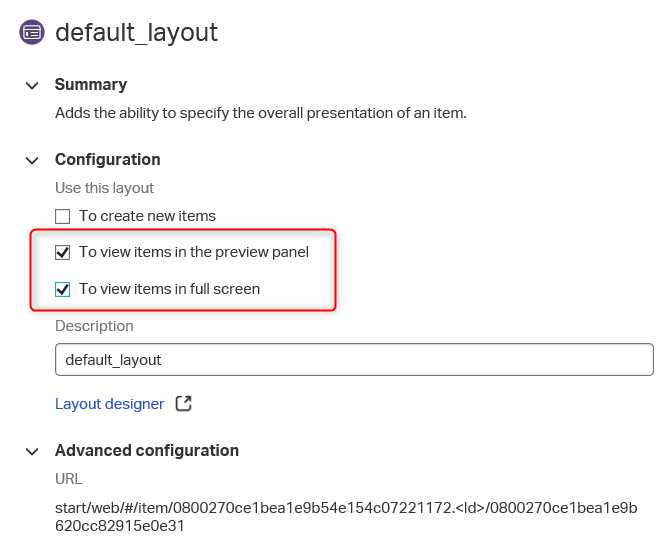 default_layout
Summary
Adds the ability to specify the overall presentation of an item.
Configuration
Use this layout
To create new items
To view items in the preview panel
To view items in full screen
Description
default_layout
Layout designer
Advanced configuration
URL
start/web/#/item/0800270ce1bea1e9b54e154c07221172.<Id>/0800270ce1bea1e9b
620cc82915e0e31